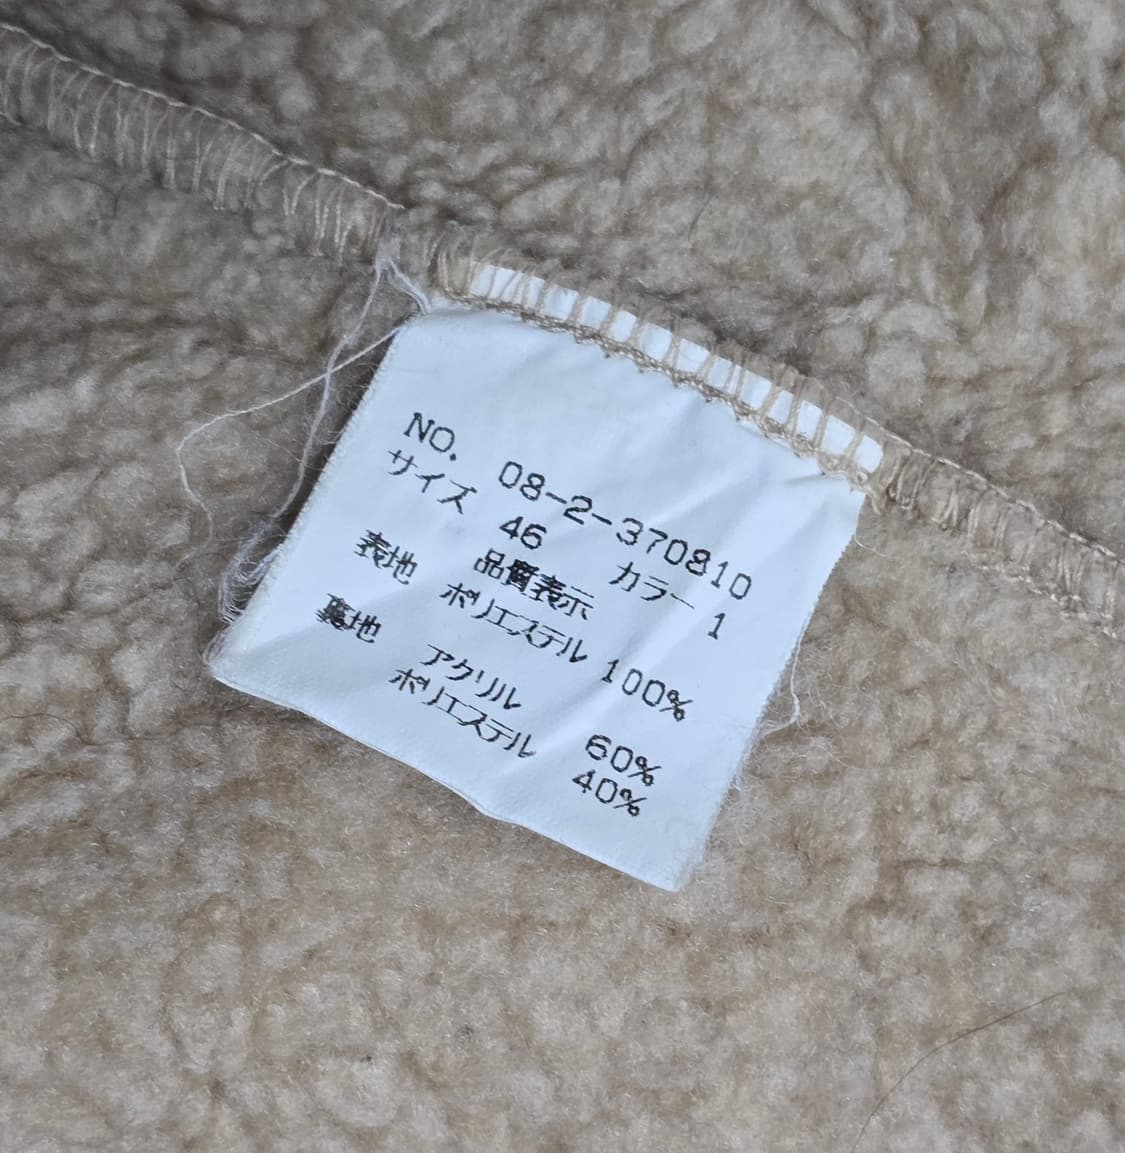 NO. 08-2-370810
サイズ 46 カラー 1
品質表示
表地 ポリエステル 100%
裏地 アクリル 60%
ポリエステル 40%